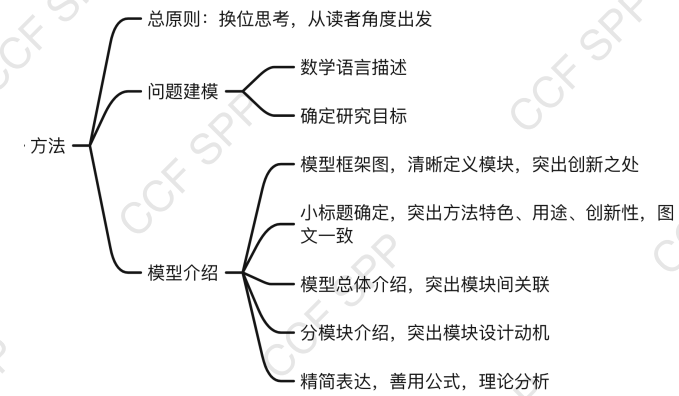 总原则：换位思考，从读者角度出发
数学语言描述
问题建模
确定研究目标
方法
模型框架图，清晰定义模块，突出创新之处
小标题确定，突出方法特色、用途、创新性，图
文一致
模型介绍
模型总体介绍，突出模块间关联
分模块介绍，突出模块设计动机
精简表达，善用公式，理论分析
CCF SPP
CCF SPP
CCF SPP
CCF SPP